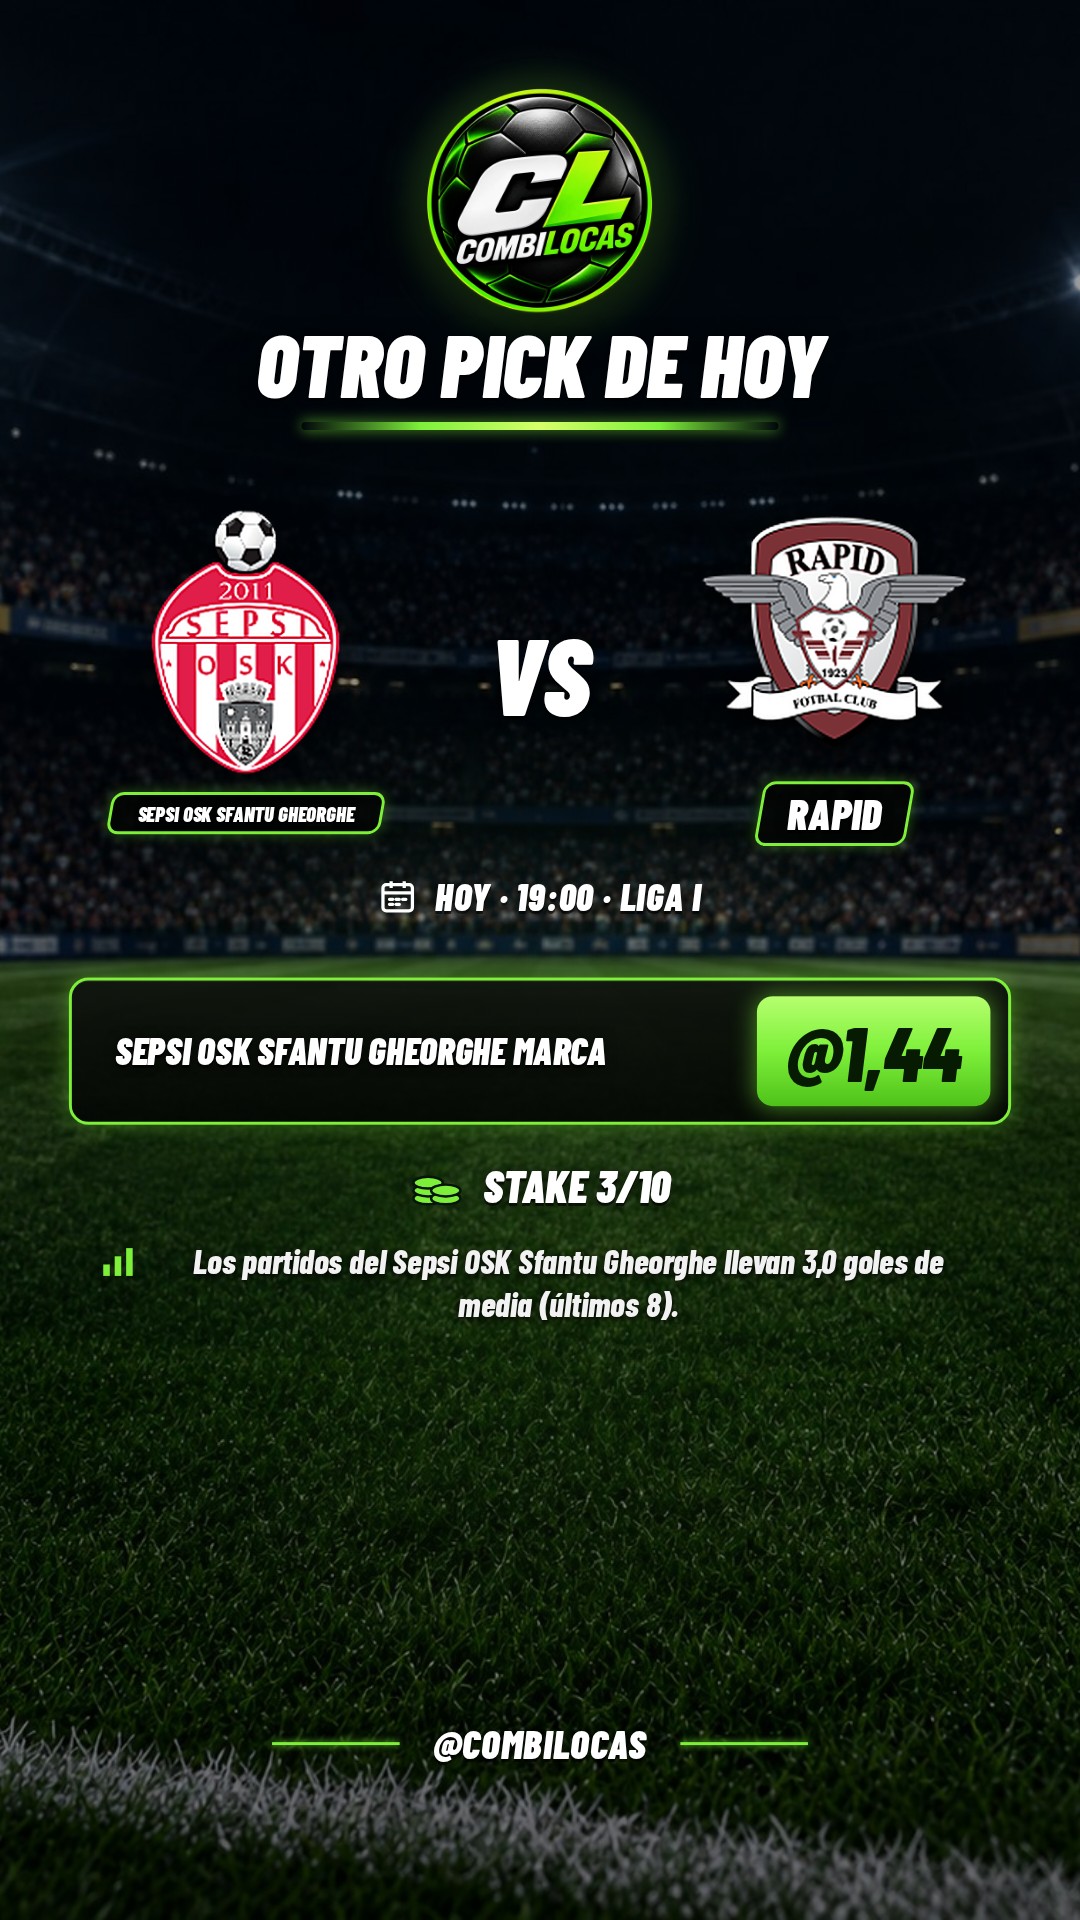 CL
COMBILOCAS
OTRO PICK DE HOY
2011
SEPSI
OSK
RAPID
1923
FOTBAL CLUB
VS
SEPSI OSK SFANTU GHEORGHE
RAPID
HOY · 19:00 · LIGA I
SEPSI OSK SFANTU GHEORGHE MARCA
@1,44
STAKE 3/10
Los partidos del Sepsi OSK Sfantu Gheorghe llevan 3,0 goles de
media (últimos 8).
@COMBILOCAS